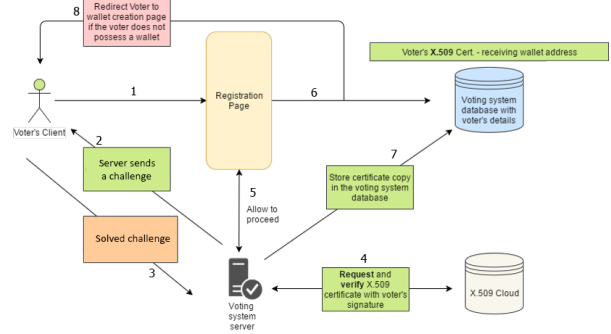 8
Redirect Voter to
wallet creation page
if the voter does not
possess a wallet
Voter's X.509 Cert. - receiving wallet address
1
Registration
Page
6
Voting system
database with
voter's details
Voter's Client
2
Server sends
a challenge
7
Store certificate copy
in the voting system
database
5
Allow to
proceed
Solved challenge
3
4
Request and
verify X.509
certificate with voter's
signature
X.509 Cloud
Voting
system
server